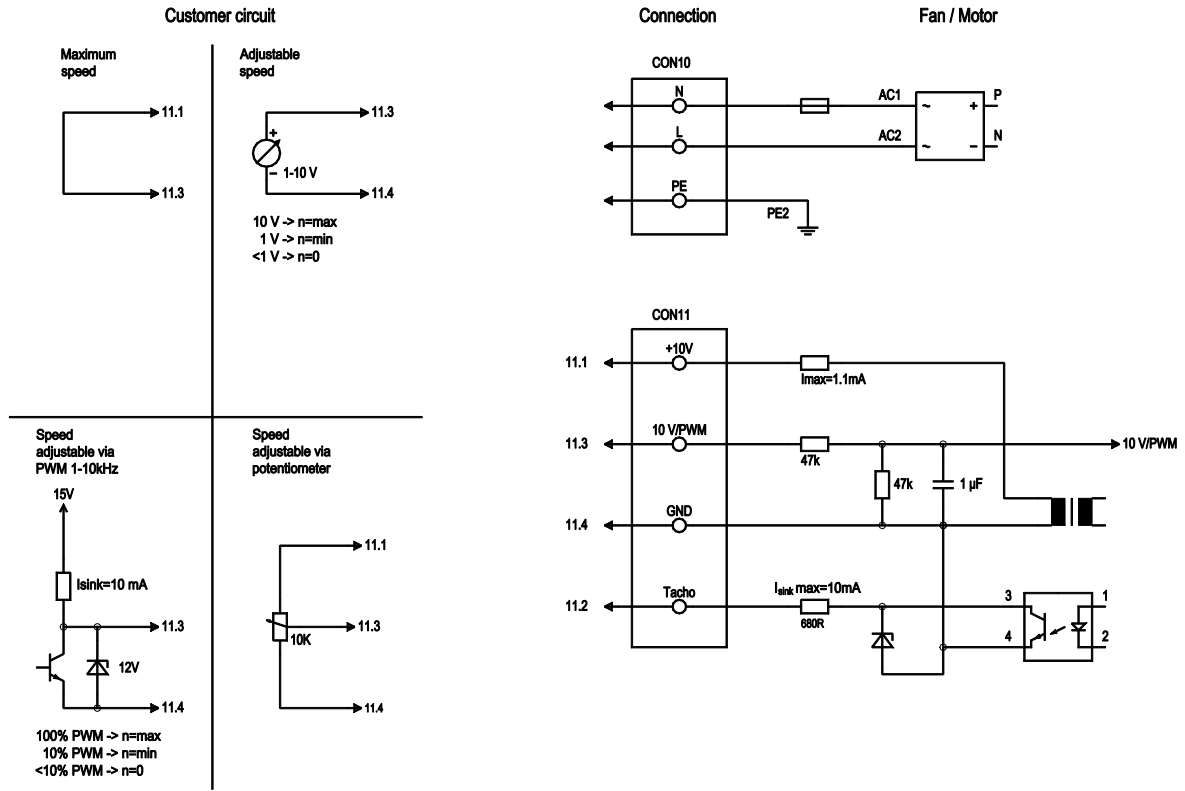 Customer circuit
Connection
Fan / Motor
Maximum
speed
11.1
11.3
Adjustable
speed
11.3
+
1-10 V
–
11.4
10 V -> n=max
1 V -> n=min
<1 V -> n=0
Speed
adjustable via
PWM 1-10kHz
15V
Isink=10 mA
11.3
12V
11.4
100% PWM -> n=max
10% PWM -> n=min
<10% PWM -> n=0
Speed
adjustable via
potentiometer
11.1
11.3
10K
11.4
CON10
N
AC1
~
+
P
L
AC2
~
–
N
PE
PE2
CON11
+10V
11.1
Imax=1.1mA
10 V/PWM
11.3
47k
10 V/PWM
47k
1 µF
GND
11.4
Tacho
11.2
Isink max=10mA
680R
3
1
4
2